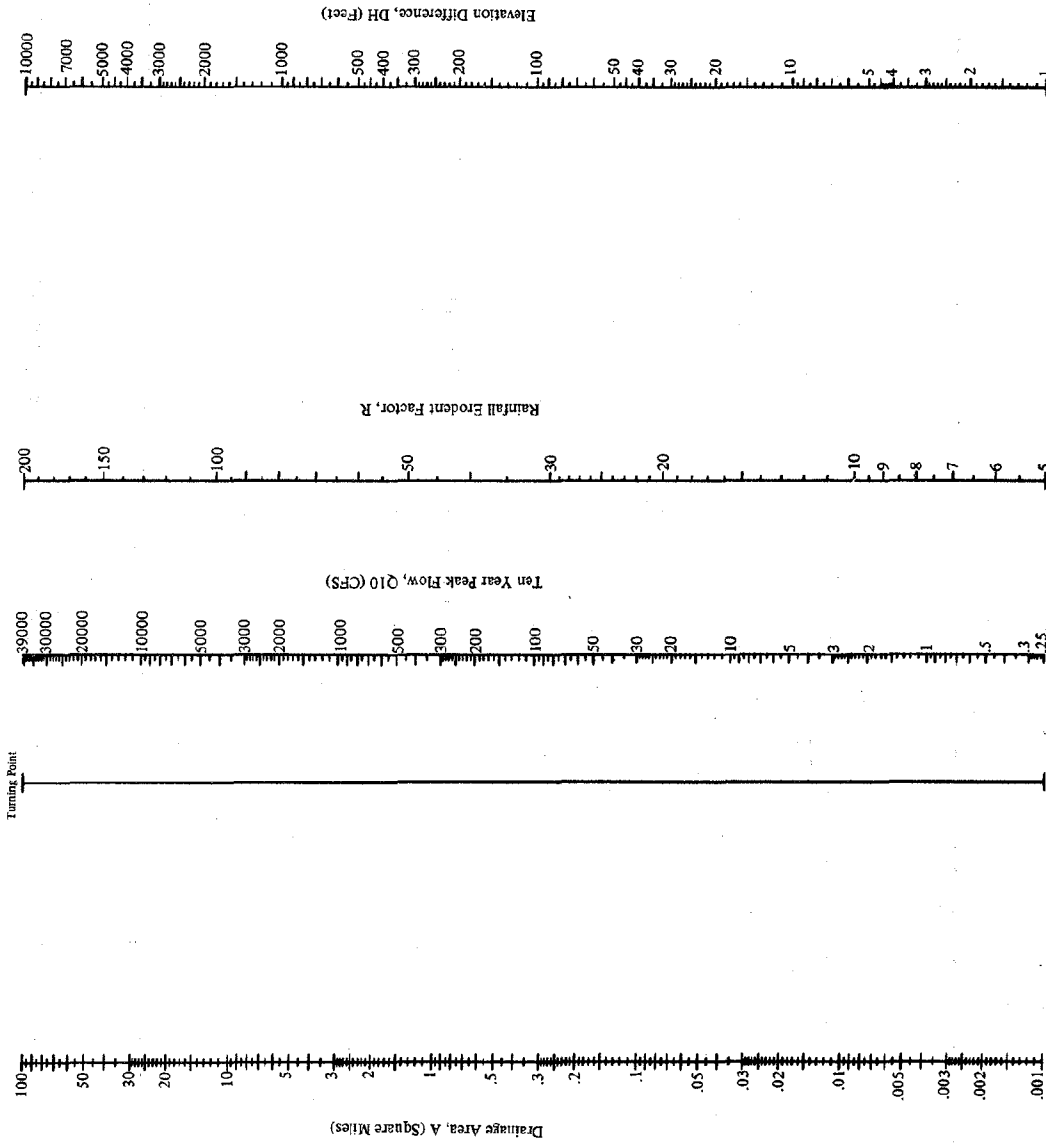 Elevation Difference, DH (Feet)
10000 7000 5000 4000 3000 2000 1000 500 400 300 200 100 50 40 30 20 10 5 4 3 2 1
Rainfall Erodent Factor, R
200 150 100 50 30 20 10 9 8 7 6 5
Ten Year Peak Flow, Q10 (CFS)
39000 30000 20000 10000 5000 3000 2000 1000 500 300 200 100 50 30 20 10 5 3 2 1 .5 .3 .25
Turning Point
100 50 30 20 10 5 3 2 1 .5 .3 .2 .1 .05 .03 .02 .01 .005 .003 .002 .001
Drainage Area, A (Square Miles)